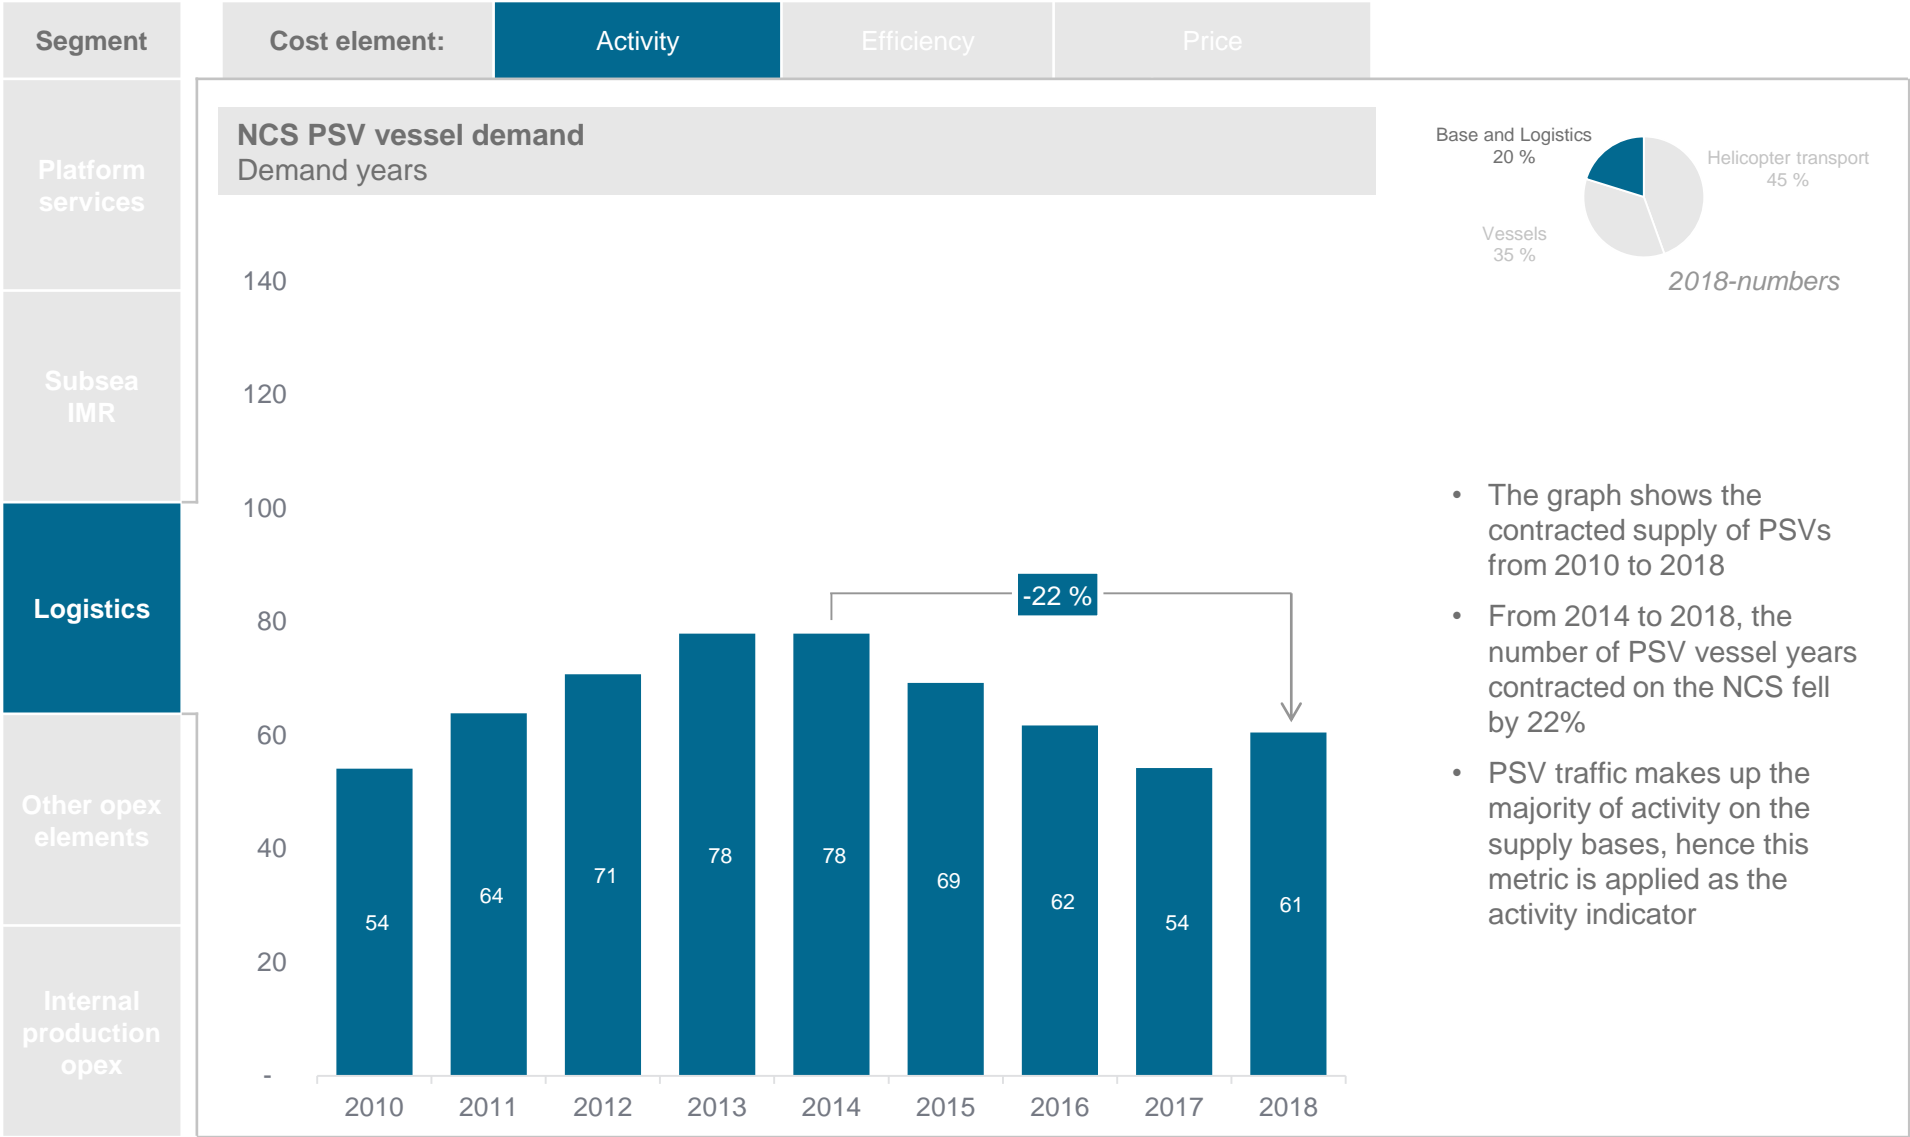 Segment
Cost element:
Activity
Efficiency
Price
Platform
services
Subsea
IMR
Logistics
Other opex
elements
Internal
production
opex
NCS PSV vessel demand
Demand years
Base and Logistics
20 %
Helicopter transport
45 %
Vessels
35 %
2018-numbers
140
120
100
80
60
40
20
-
-22 %
54
64
71
78
78
69
62
54
61
2010
2011
2012
2013
2014
2015
2016
2017
2018
• The graph shows the
contracted supply of PSVs
from 2010 to 2018
• From 2014 to 2018, the
number of PSV vessel years
contracted on the NCS fell
by 22%
• PSV traffic makes up the
majority of activity on the
supply bases, hence this
metric is applied as the
activity indicator